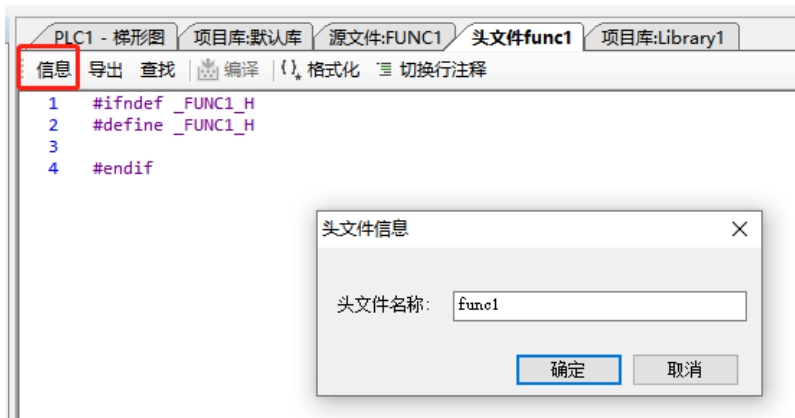 PLC1 - 梯形图 项目库:默认库 源文件:FUNC1 头文件func1 项目库:Library1
信息 导出 查找 编译 {} 格式化 切换行注释
1 #ifndef _FUNC1_H
2 #define _FUNC1_H
3
4 #endif
头文件信息
头文件名称: func1
确定 取消